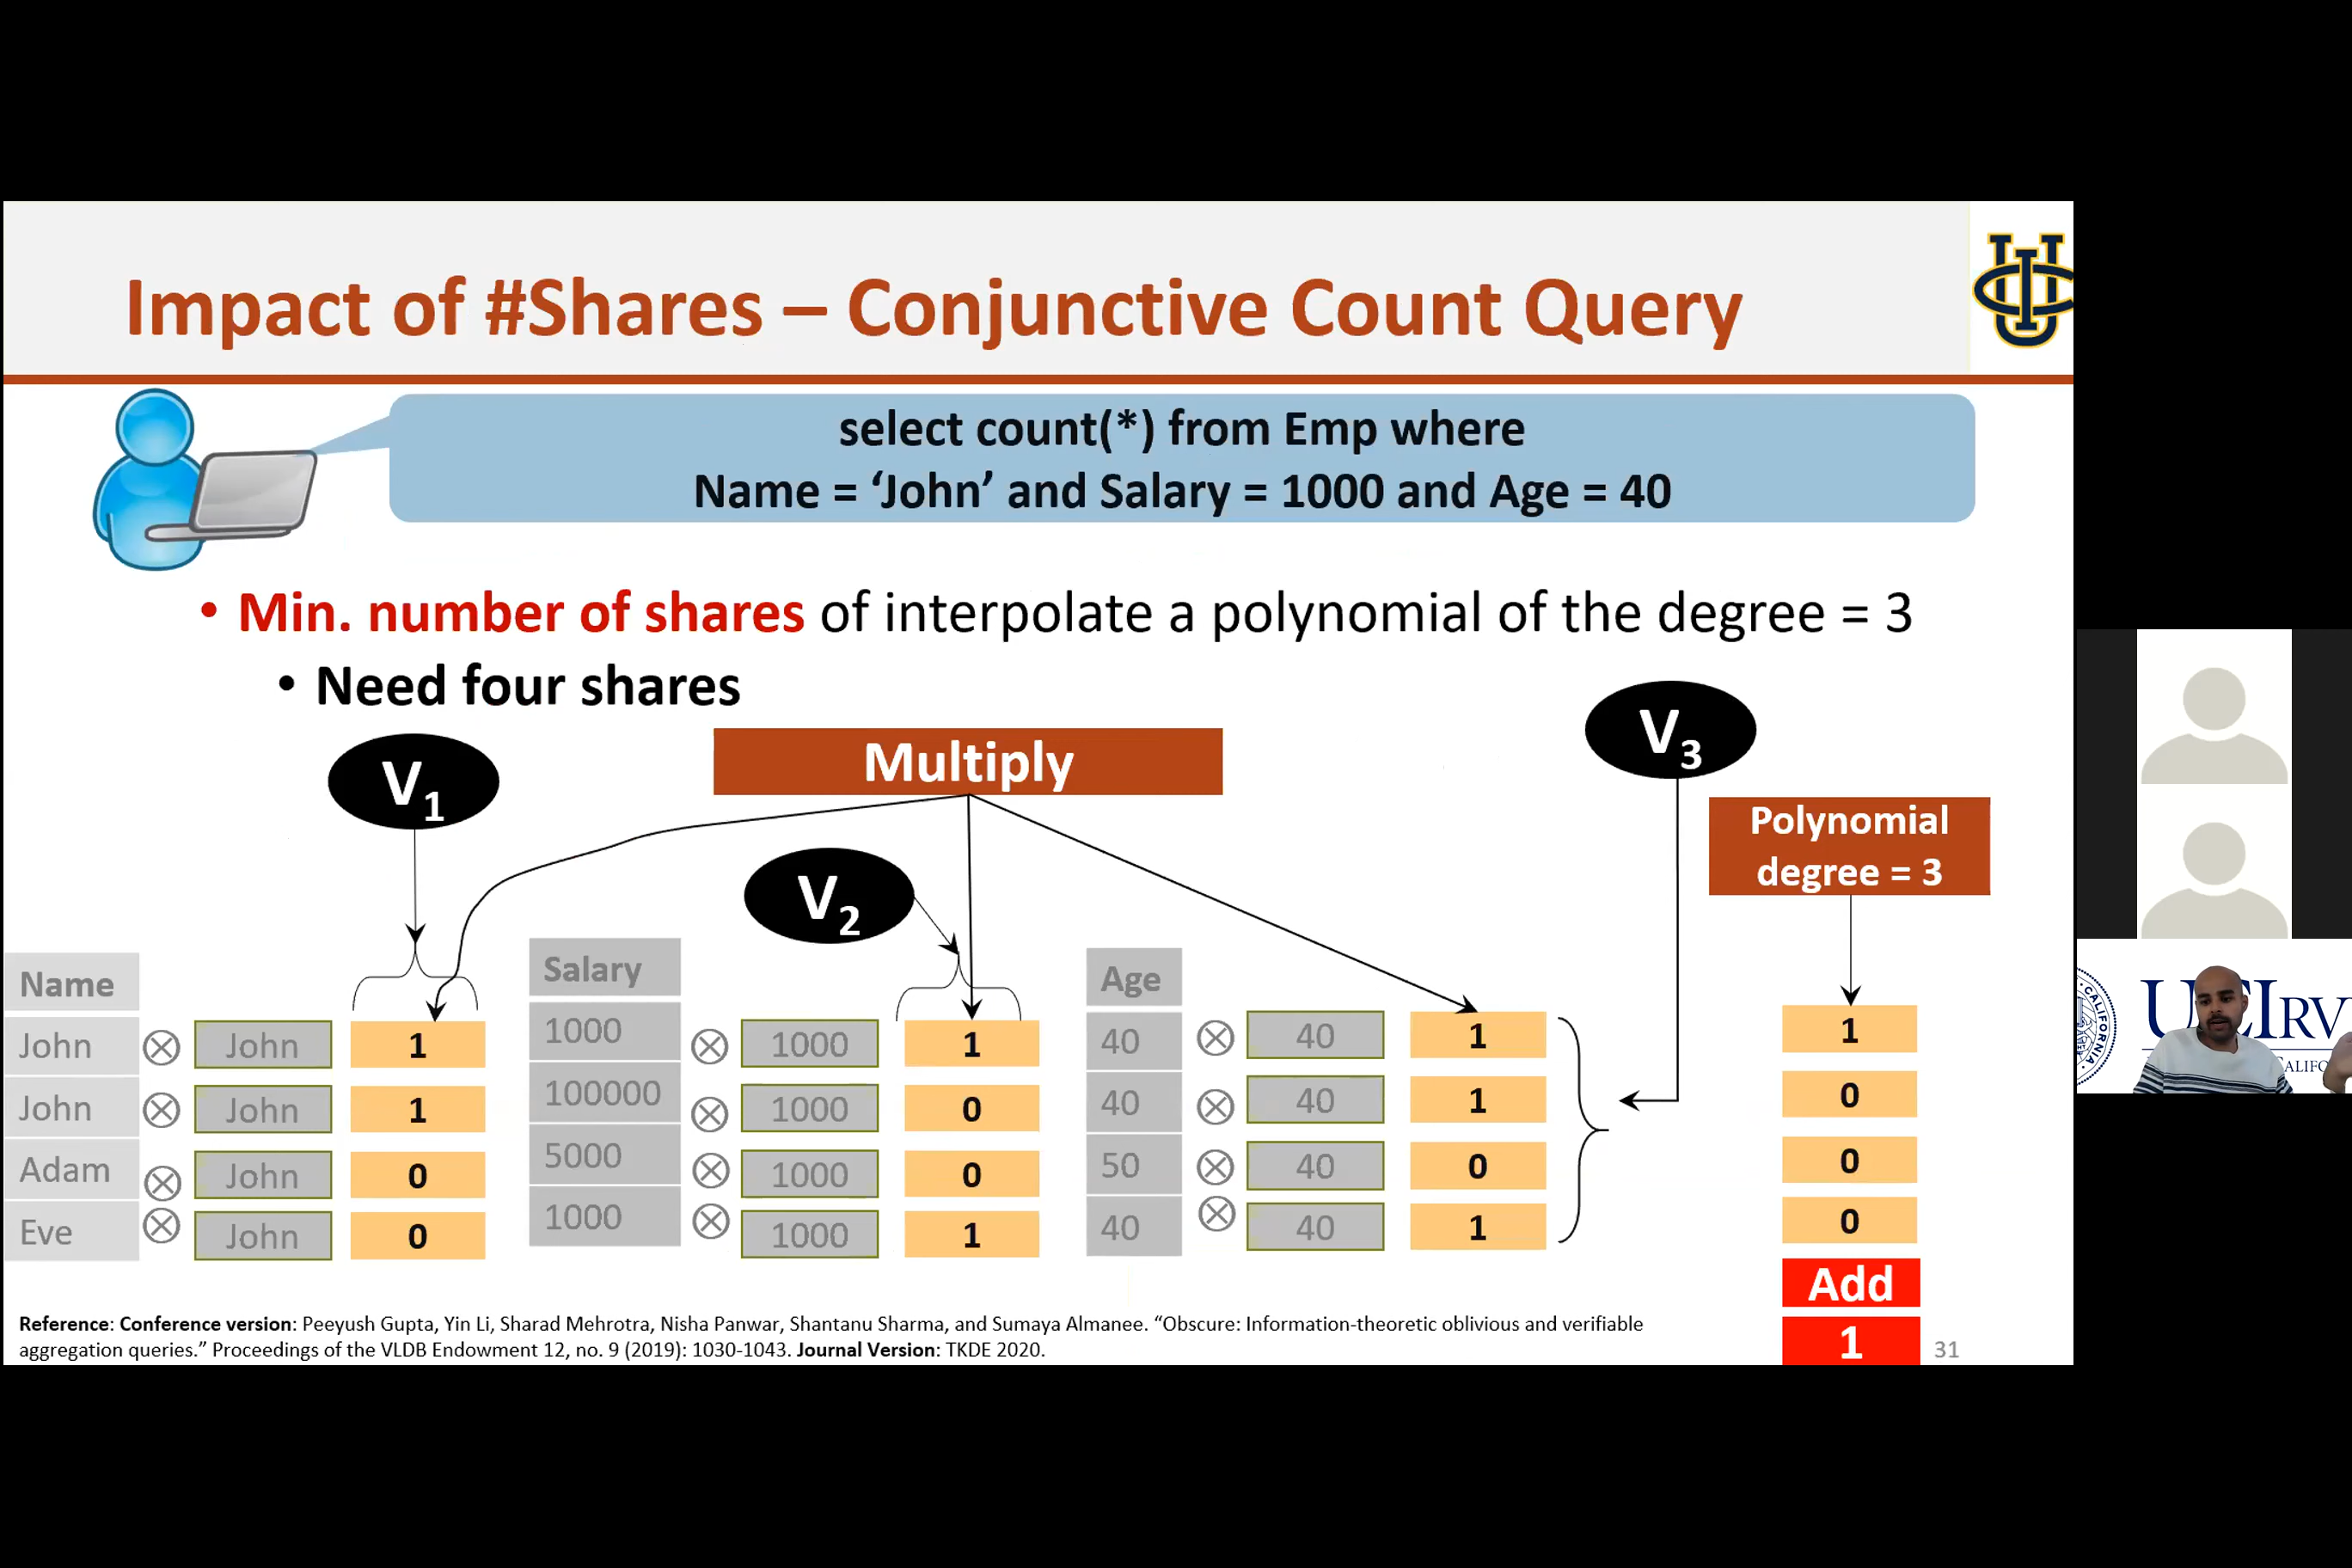 Impact of #Shares – Conjunctive Count Query
select count(*) from Emp where
Name = ‘John’ and Salary = 1000 and Age = 40
• Min. number of shares of interpolate a polynomial of the degree = 3
• Need four shares
V3
Multiply
V1
Polynomial
degree = 3
V2
Name
Salary
Age
John John 1 1000 1000 1 40 40 1 1
John John 1 100000 1000 0 40 40 1 0
Adam John 0 5000 1000 0 50 40 0 0
Eve John 0 1000 1000 1 40 40 1 0
Add
1
Reference: Conference version: Peeyush Gupta, Yin Li, Sharad Mehrotra, Nisha Panwar, Shantanu Sharma, and Sumaya Almanee. “Obscure: Information-theoretic oblivious and verifiable
aggregation queries.” Proceedings of the VLDB Endowment 12, no. 9 (2019): 1030-1043. Journal Version: TKDE 2020.
31